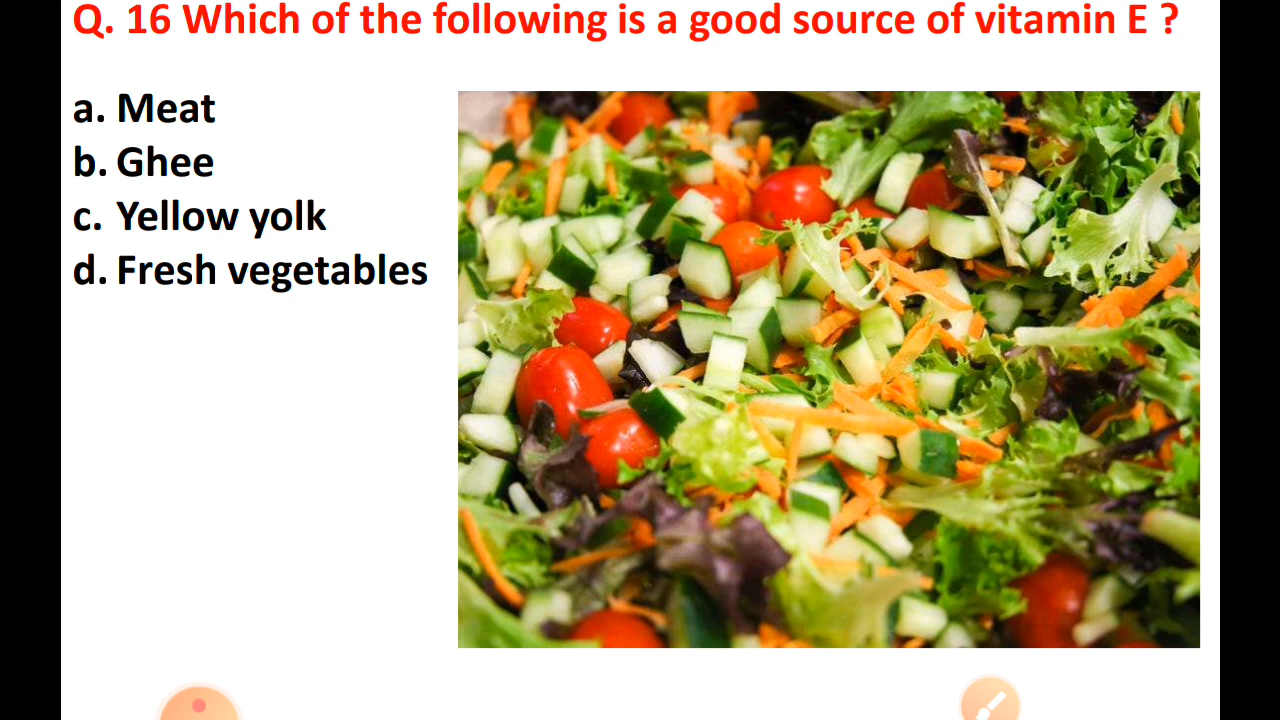 Q. 16 Which of the following is a good source of vitamin E ?
a. Meat
b. Ghee
c. Yellow yolk
d. Fresh vegetables